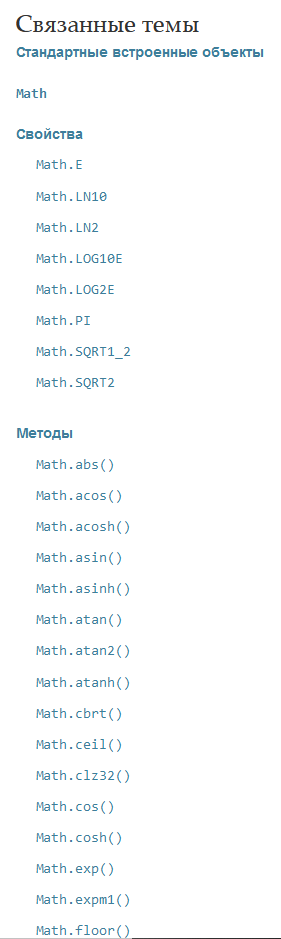 Связанные темы
Стандартные встроенные объекты
Math
Свойства
Math.E
Math.LN10
Math.LN2
Math.LOG10E
Math.LOG2E
Math.PI
Math.SQRT1_2
Math.SQRT2
Методы
Math.abs()
Math.acos()
Math.acosh()
Math.asin()
Math.asinh()
Math.atan()
Math.atan2()
Math.atanh()
Math.cbrt()
Math.ceil()
Math.clz32()
Math.cos()
Math.cosh()
Math.exp()
Math.expm1()
Math.floor()